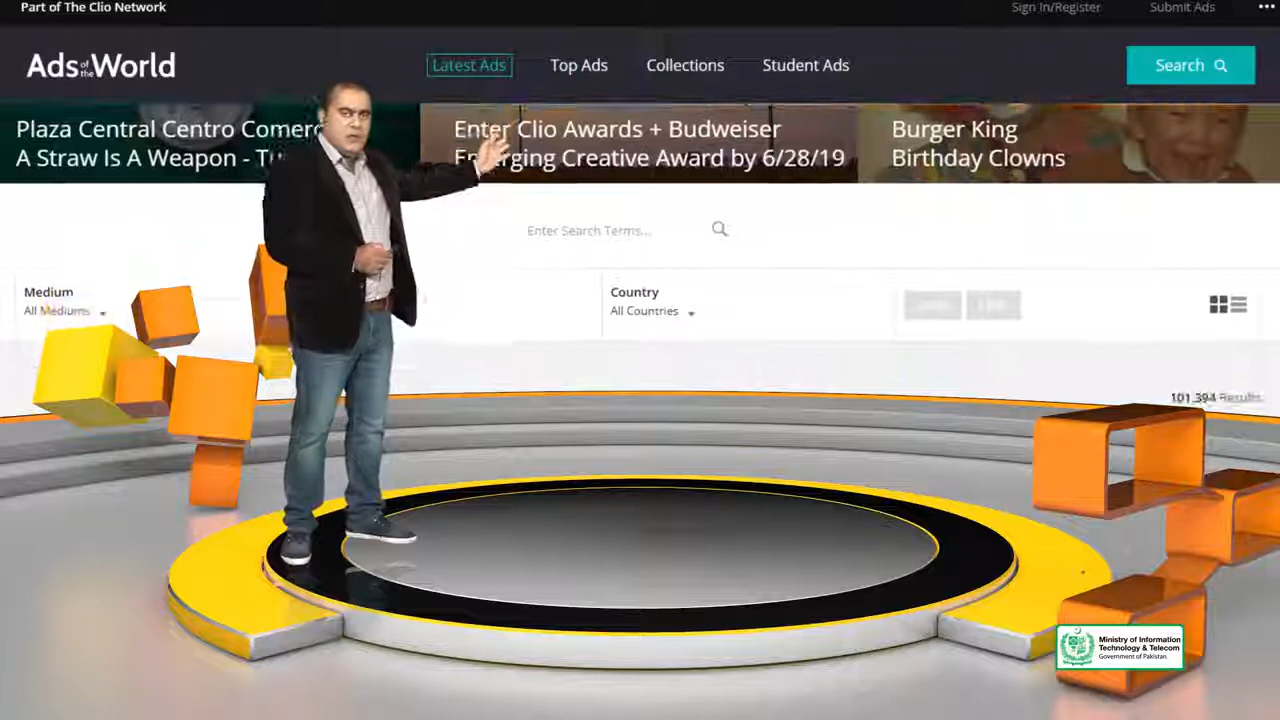 Part of The Clio Network
Sign In/Register
Submit Ads
Ads of the World
Latest Ads
Top Ads
Collections
Student Ads
Search
Plaza Central Centro Comerc
A Straw Is A Weapon - Tu
Enter Clio Awards + Budweiser
Emerging Creative Award by 6/28/19
Burger King
Birthday Clowns
Enter Search Terms...
Medium
All Mediums
Country
All Countries
101,394 Results
Ministry of Information
Technology & Telecom
Government of Pakistan